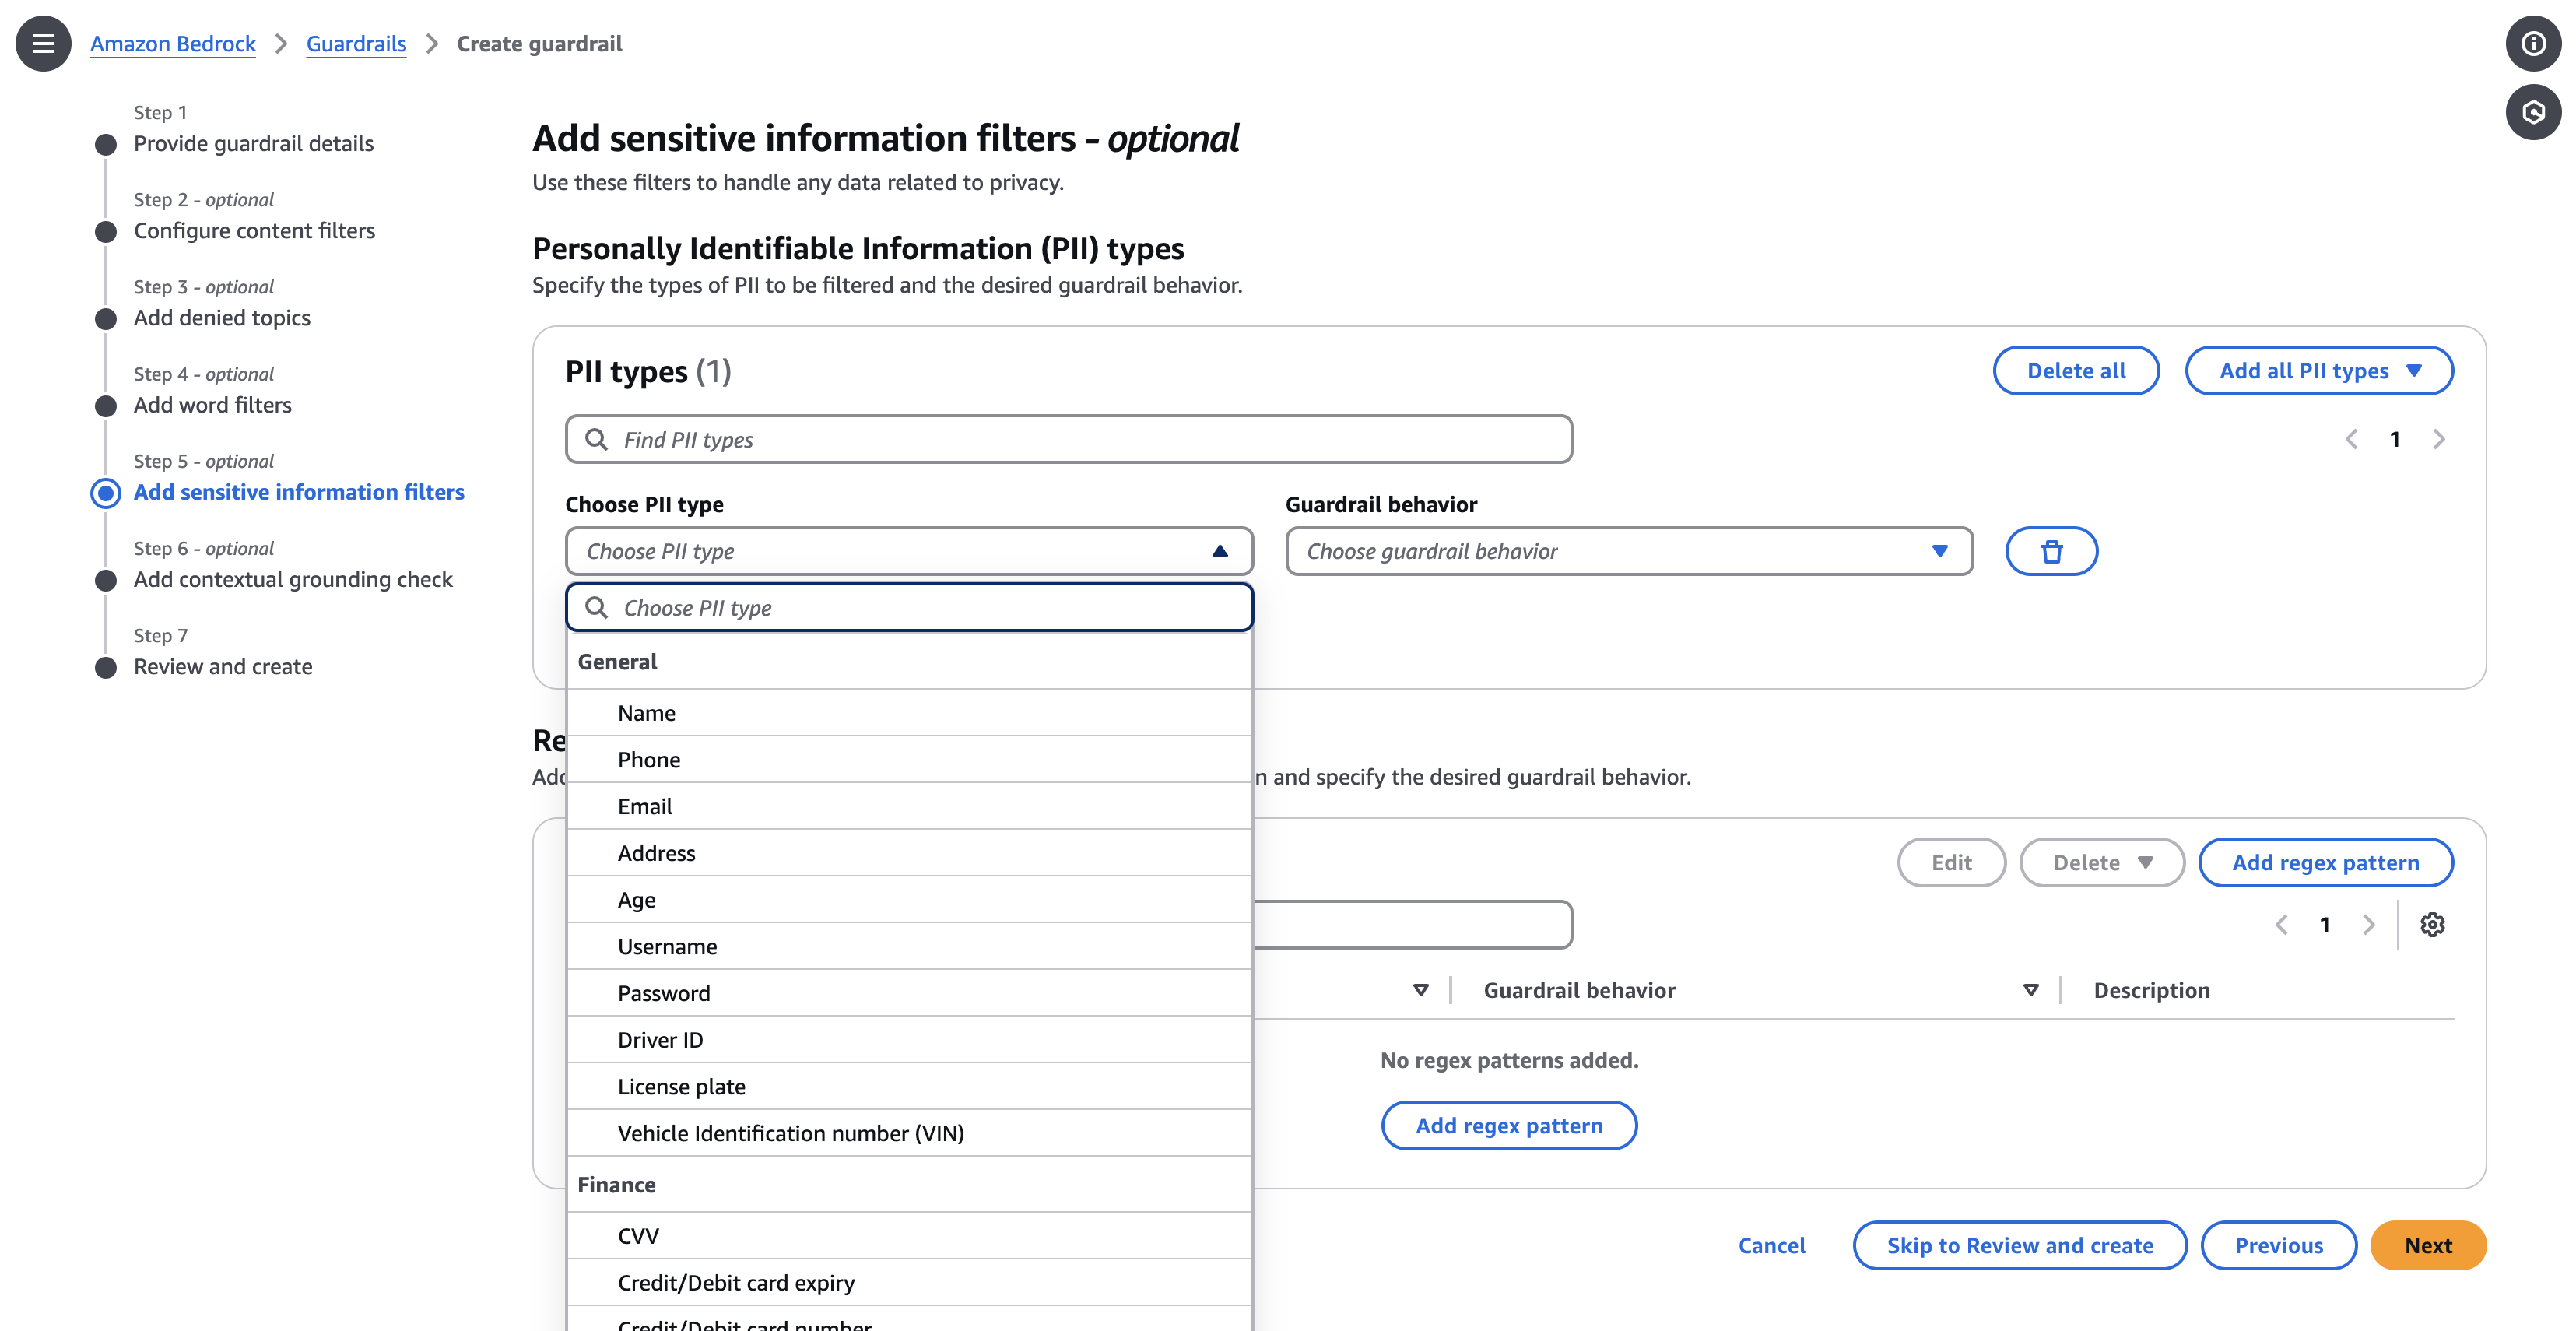 Amazon Bedrock > Guardrails > Create guardrail
Step 1
Provide guardrail details
Step 2 - optional
Configure content filters
Step 3 - optional
Add denied topics
Step 4 - optional
Add word filters
Step 5 - optional
Add sensitive information filters
Step 6 - optional
Add contextual grounding check
Step 7
Review and create
Add sensitive information filters - optional
Use these filters to handle any data related to privacy.
Personally Identifiable Information (PII) types
Specify the types of PII to be filtered and the desired guardrail behavior.
PII types (1)
Delete all
Add all PII types
Find PII types
1
Choose PII type
Guardrail behavior
Choose PII type
Choose guardrail behavior
Choose PII type
General
Name
Phone
Email
Address
Age
Username
Password
Driver ID
License plate
Vehicle Identification number (VIN)
Finance
CVV
Credit/Debit card expiry
Credit/Debit card number
Re
Add
n and specify the desired guardrail behavior.
Edit
Delete
Add regex pattern
1
Guardrail behavior
Description
No regex patterns added.
Add regex pattern
Cancel
Skip to Review and create
Previous
Next